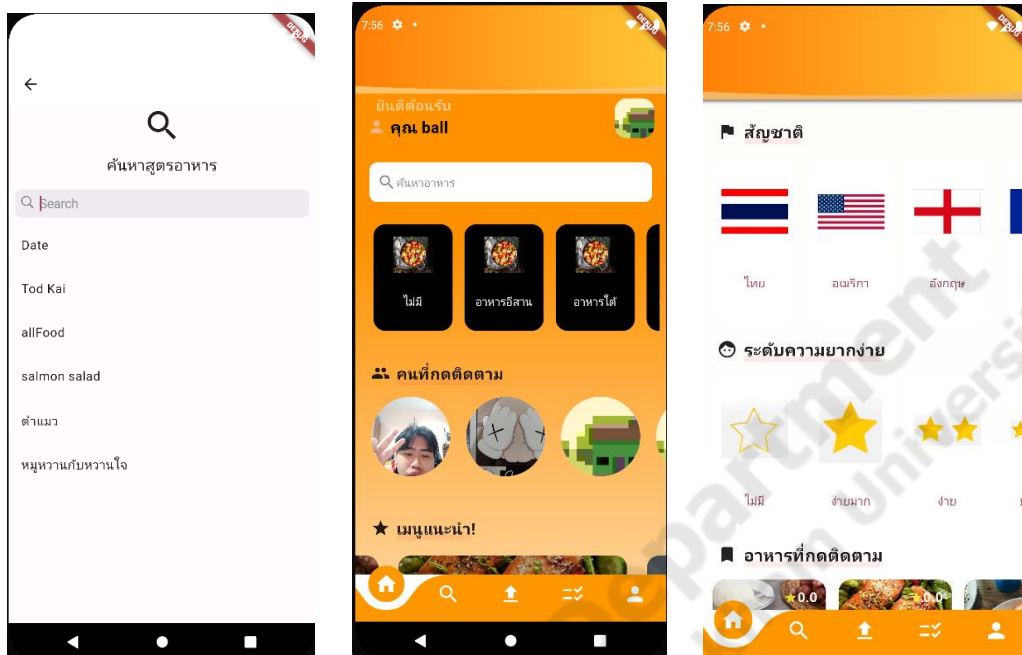 DEBUG
ค้นหาสูตรอาหาร
Search
Date
Tod Kai
allFood
salmon salad
ตำแมว
หมูหวานกับหวานใจ
7:56
ยินดีต้อนรับ
คุณ ball
ค้นหาอาหาร
ไม่มี
อาหารอีสาน
อาหารใต้
คนที่กดติดตาม
เมนูแนะนำ!
7:56
สัญชาติ
ไทย
อเมริกา
อังกฤษ
ระดับความยากง่าย
ไม่มี
ง่ายมาก
ง่าย
อาหารที่กดติดตาม
0.0
0.0
partment